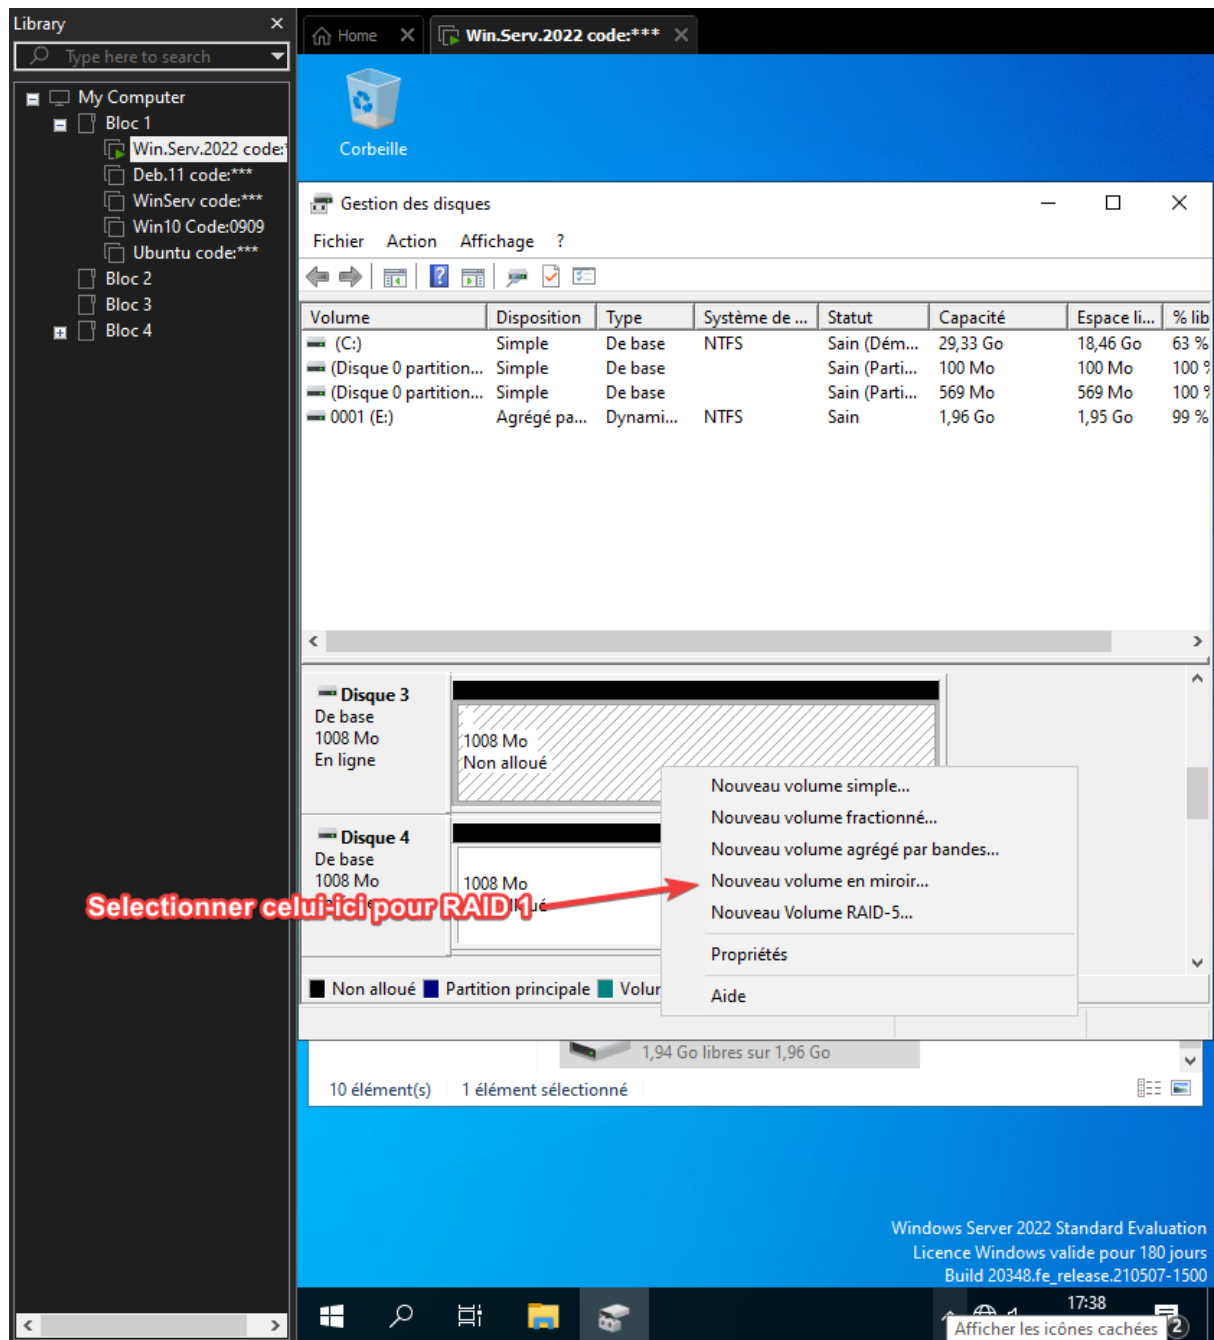 Library
Type here to search
My Computer
Bloc 1
Win.Serv.2022 code:
Deb.11 code:***
WinServ code:***
Win10 Code:0909
Ubuntu code:***
Bloc 2
Bloc 3
Bloc 4
Home
Win.Serv.2022 code:***
Corbeille
Gestion des disques
Fichier Action Affichage ?
Volume Disposition Type Système de ... Statut Capacité Espace li... % lib
(C:) Simple De base NTFS Sain (Dém... 29,33 Go 18,46 Go 63 %
(Disque 0 partition... Simple De base Sain (Parti... 100 Mo 100 Mo 100 %
(Disque 0 partition... Simple De base Sain (Parti... 569 Mo 569 Mo 100 %
0001 (E:) Agrégé pa... Dynami... NTFS Sain 1,96 Go 1,95 Go 99 %
Disque 3
De base
1008 Mo
En ligne
1008 Mo
Non alloué
Disque 4
De base
1008 Mo
1008 Mo
Selectionner celui-ici pour RAID 1
Nouveau volume simple...
Nouveau volume fractionné...
Nouveau volume agrégé par bandes...
Nouveau volume en miroir...
Nouveau Volume RAID-5...
Propriétés
Aide
Non alloué Partition principale Volur
1,94 Go libres sur 1,96 Go
10 élément(s) 1 élément sélectionné
Windows Server 2022 Standard Evaluation
Licence Windows valide pour 180 jours
Build 20348.fe_release.210507-1500
17:38
Afficher les icônes cachées
2